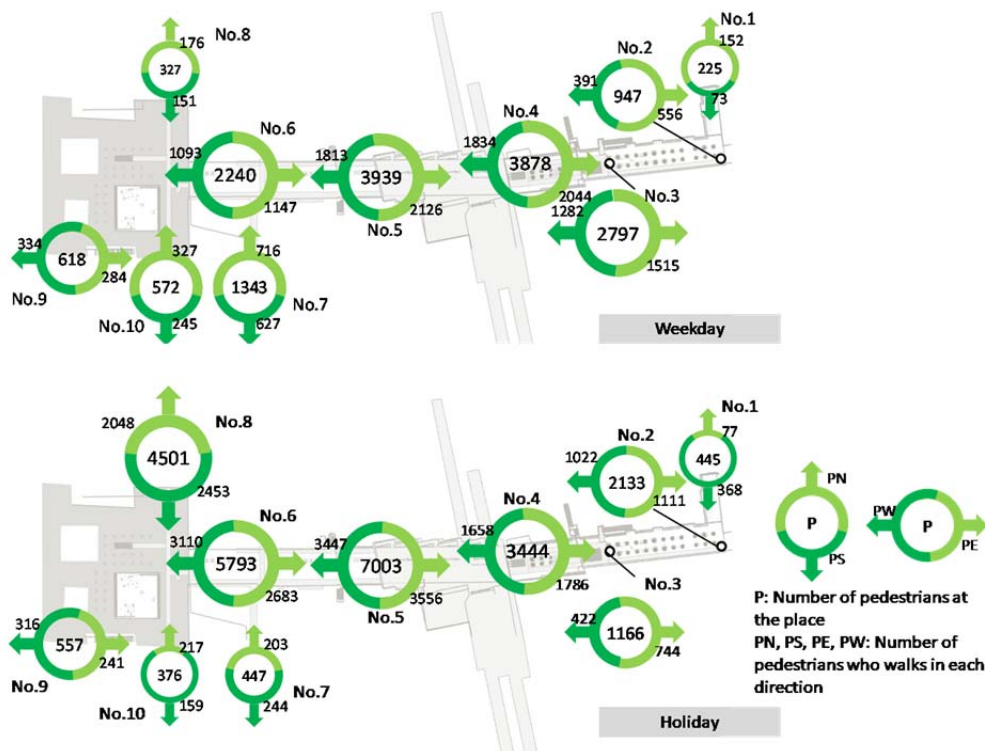 No.1
152
225
73
No.8
176
327
151
No.2
391
947
556
No.6
1093
2240
1147
1813
3939
2126
No.5
No.4
1834
3878
2044
No.3
1282
2797
1515
334
618
284
No.9
327
572
245
No.10
716
1343
627
No.7
Weekday
2048
No.8
4501
2453
No.1
77
445
368
No.2
1022
2133
1111
No.6
3110
5793
2683
3447
7003
3556
No.5
No.4
1658
3444
1786
No.3
422
1166
744
316
557
241
No.9
217
376
159
No.10
203
447
244
No.7
Holiday
PN
P
PS
PW
P
PE
P: Number of pedestrians at
the place
PN, PS, PE, PW: Number of
pedestrians who walks in each
direction